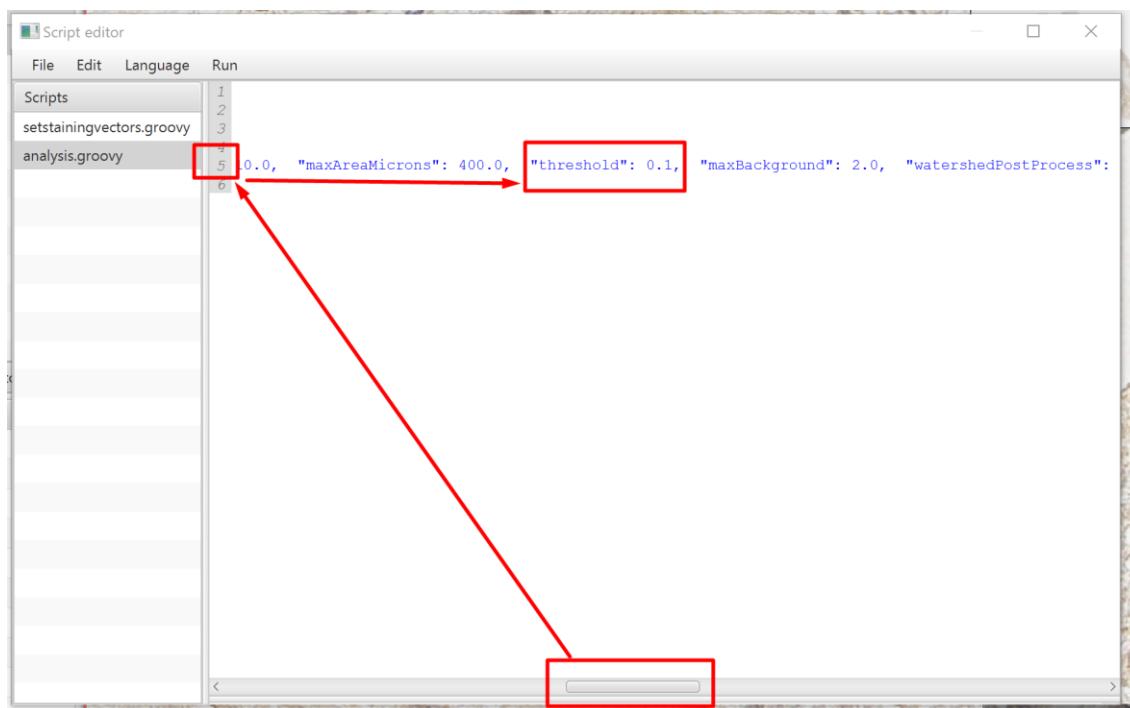 Script editor
File Edit Language Run
Scripts
setstainingvectors.groovy
analysis.groovy
1
2
3
4
5 .0.0, "maxAreaMicrons": 400.0, "threshold": 0.1, "maxBackground": 2.0, "watershedPostProcess":
6